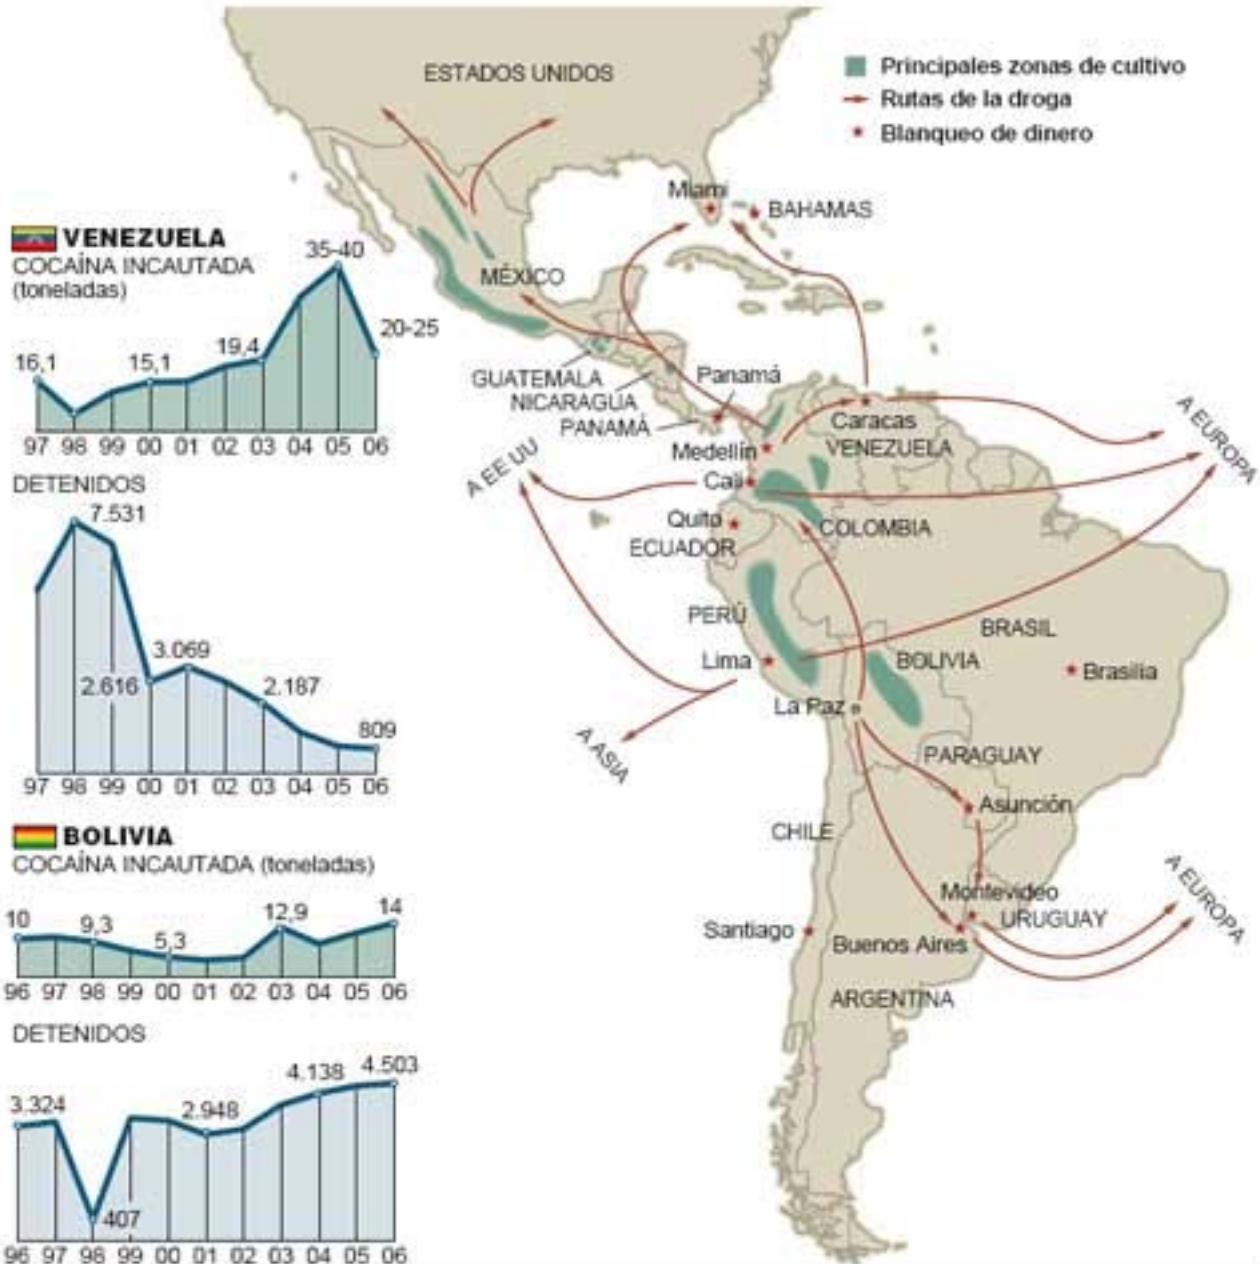 ESTADOS UNIDOS
Principales zonas de cultivo
Rutas de la droga
Blanqueo de dinero
Miami
BAHAMAS
MÉXICO
GUATEMALA
NICARAGUA
PANAMÁ
Panamá
Caracas
VENEZUELA
Medellín
Cali
A EE UU
A EUROPA
Quito
ECUADOR
COLOMBIA
PERÚ
BRASIL
Lima
BOLIVIA
Brasilia
La Paz
A ASIA
PARAGUAY
Asunción
CHILE
Montevideo
URUGUAY
A EUROPA
Santiago
Buenos Aires
ARGENTINA
VENEZUELA
COCAÍNA INCAUTADA
(toneladas)
35-40
20-25
19,4
16,1
15,1
97 98 99 00 01 02 03 04 05 06
DETENIDOS
7.531
3.069
2.616
2.187
809
97 98 99 00 01 02 03 04 05 06
BOLIVIA
COCAÍNA INCAUTADA (toneladas)
10
9,3
5,3
12,9
14
96 97 98 99 00 01 02 03 04 05 06
DETENIDOS
3.324
407
2.948
4.138
4.503
96 97 98 99 00 01 02 03 04 05 06